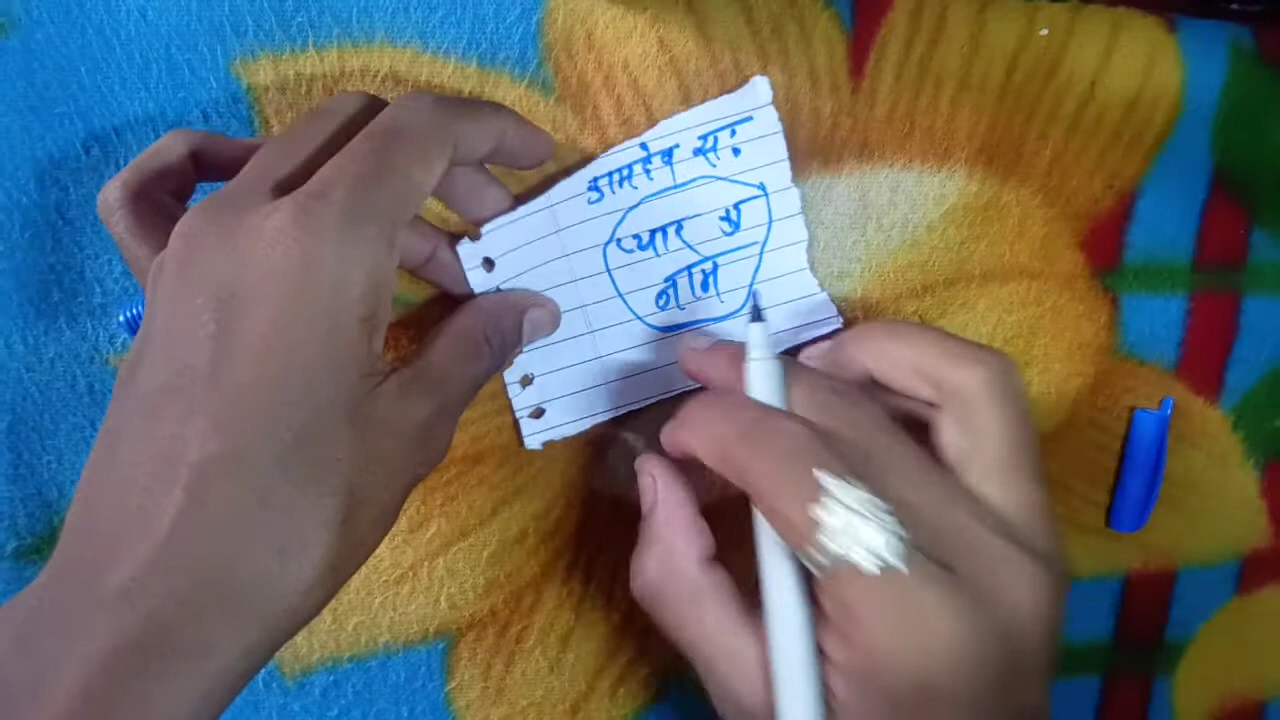 कामदेव सः
प्यार का
नाम